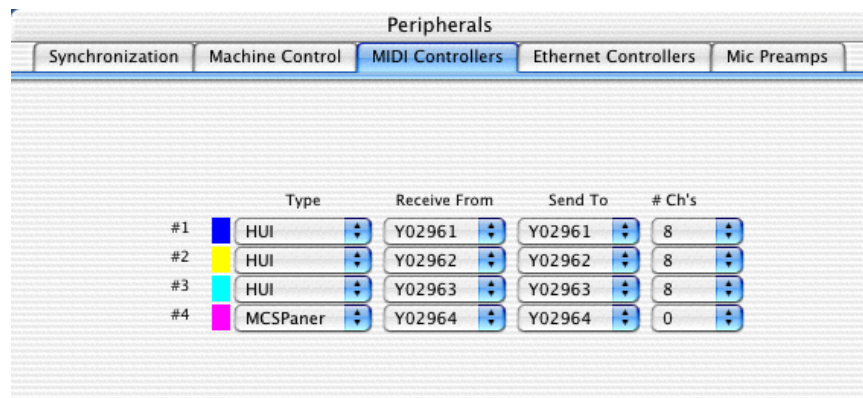 Peripherals
Synchronization Machine Control MIDI Controllers Ethernet Controllers Mic Preamps
Type Receive From Send To # Ch's
#1 HUI Y02961 Y02961 8
#2 HUI Y02962 Y02962 8
#3 HUI Y02963 Y02963 8
#4 MCSPaner Y02964 Y02964 0